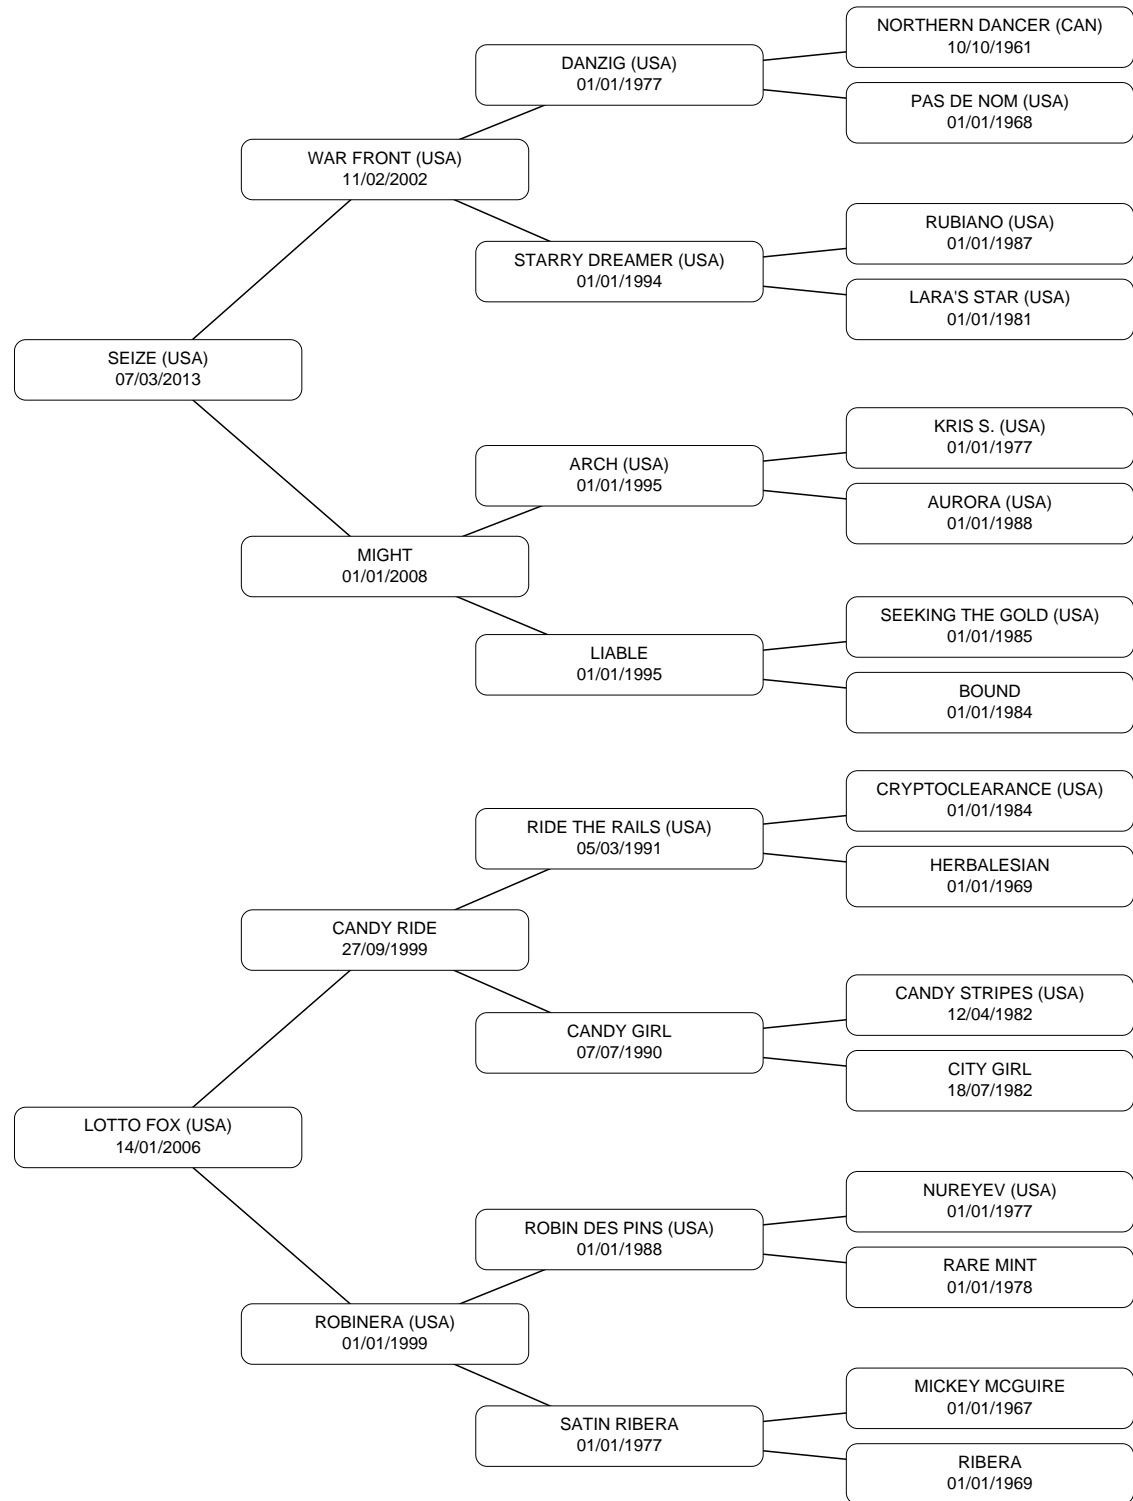 NORTHERN DANCER (CAN)
10/10/1961
DANZIG (USA)
01/01/1977
PAS DE NOM (USA)
01/01/1968
WAR FRONT (USA)
11/02/2002
RUBIANO (USA)
01/01/1987
STARRY DREAMER (USA)
01/01/1994
LARA'S STAR (USA)
01/01/1981
SEIZE (USA)
07/03/2013
KRIS S. (USA)
01/01/1977
ARCH (USA)
01/01/1995
AURORA (USA)
01/01/1988
MIGHT
01/01/2008
SEEKING THE GOLD (USA)
01/01/1985
LIABLE
01/01/1995
BOUND
01/01/1984
CRYPTOCLEARANCE (USA)
01/01/1984
RIDE THE RAILS (USA)
05/03/1991
HERBALESIAN
01/01/1969
CANDY RIDE
27/09/1999
CANDY STRIPES (USA)
12/04/1982
CANDY GIRL
07/07/1990
CITY GIRL
18/07/1982
LOTTO FOX (USA)
14/01/2006
NUREYEV (USA)
01/01/1977
ROBIN DES PINS (USA)
01/01/1988
RARE MINT
01/01/1978
ROBINERA (USA)
01/01/1999
MICKEY MCGUIRE
01/01/1967
SATIN RIBERA
01/01/1977
RIBERA
01/01/1969